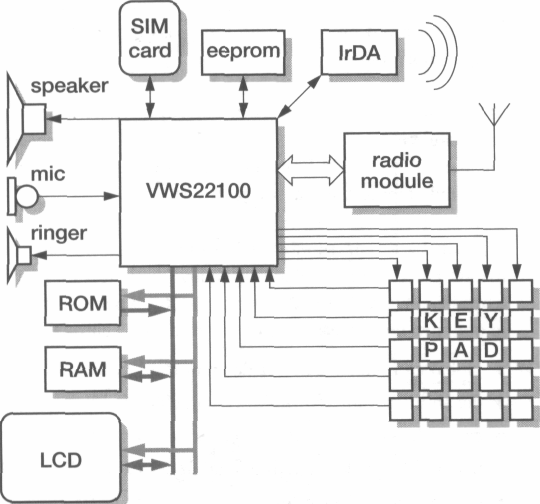 SIM
card
eeprom
IrDA
speaker
mic
VWS22100
radio
module
ringer
ROM
RAM
LCD
K E Y
P A D